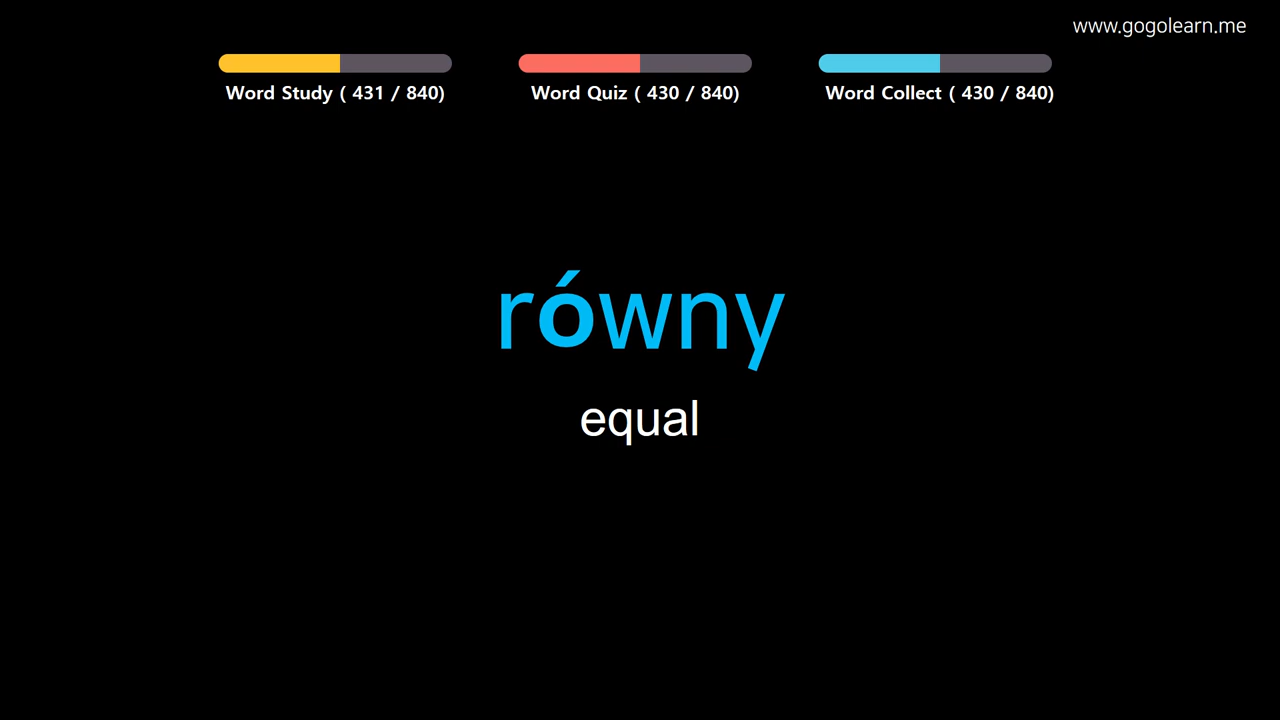 www.gogolearn.me
Word Study ( 431 / 840)
Word Quiz ( 430 / 840)
Word Collect ( 430 / 840)
równy
equal